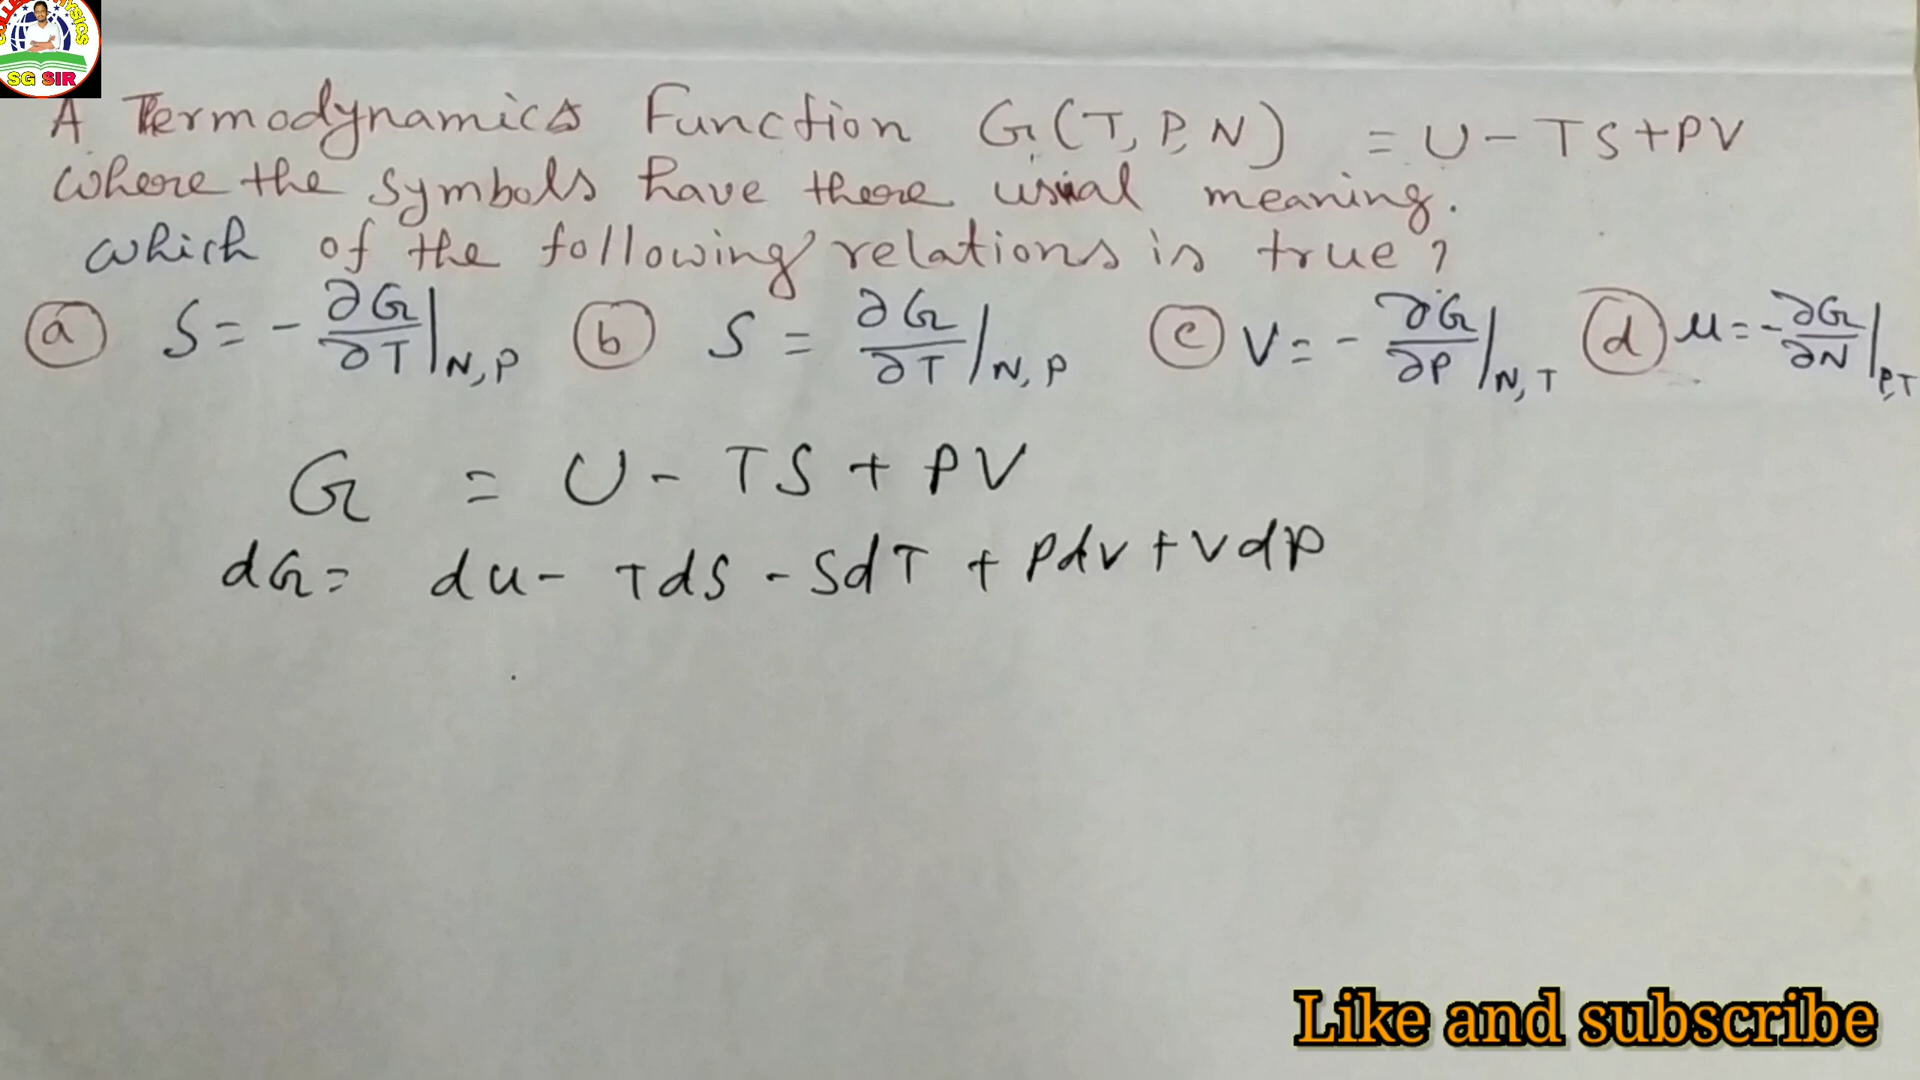 SG SIR
A Termodynamics Function G(T, P, N) = U - TS + PV
where the symbols have there usual meaning.
which of the following relations is true?
(a) S = - ∂G/∂T|N,P (b) S = ∂G/∂T|N,P (c) V = - ∂G/∂P|N,T (d) μ = - ∂G/∂N|P,T
G = U - TS + PV
dG = du - Tds - SdT + Pdv + Vdp
Like and subscribe